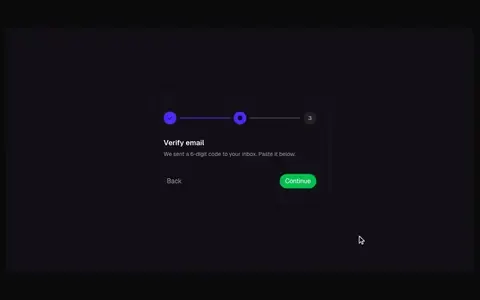 3
Verify email
We sent a 6-digit code to your inbox. Paste it below.
Back
Continue